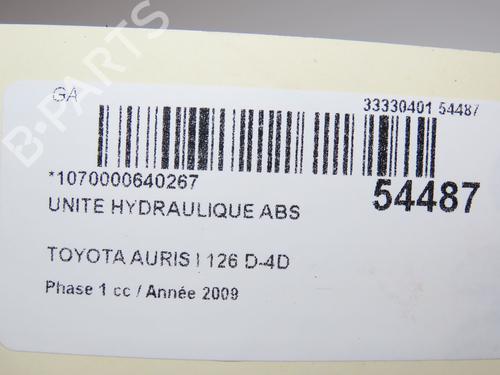 B-PARTS
GA
33330401 54487
*1070000640267
54487
UNITE HYDRAULIQUE ABS
TOYOTA AURIS I 126 D-4D
Phase 1 cc / Année 2009